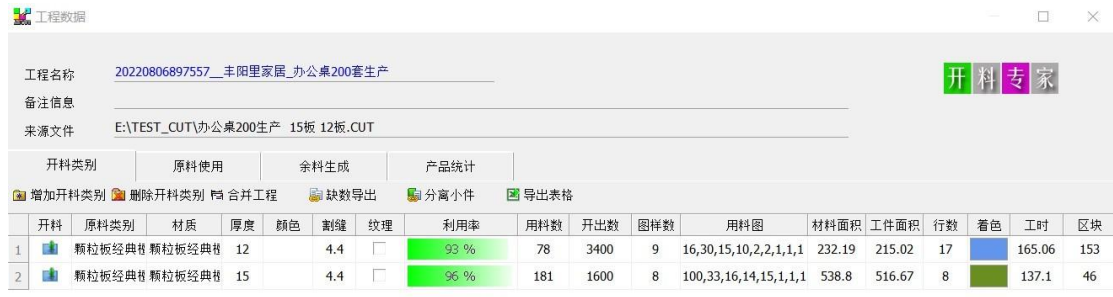 工程数据
工程名称 20220806897557__丰阳里家居_办公桌200套生产
开料专家
备注信息
来源文件 E:\TEST_CUT\办公桌200生产 15板 12板.CUT
开料类别 原料使用 余料生成 产品统计
增加开料类别 删除开料类别 合并工程 缺数导出 分离小件 导出表格
开料 原料类别 材质 厚度 颜色 割缝 纹理 利用率 用料数 开出数 图样数 用料图 材料面积 工件面积 行数 着色 工时 区块
1 颗粒板经典 颗粒板经典 12 4.4 93 % 78 3400 9 16,30,15,10,2,2,1,1,1 232.19 215.02 17 165.06 153
2 颗粒板经典 颗粒板经典 15 4.4 96 % 181 1600 8 100,33,16,14,15,1,1,1 538.8 516.67 8 137.1 46